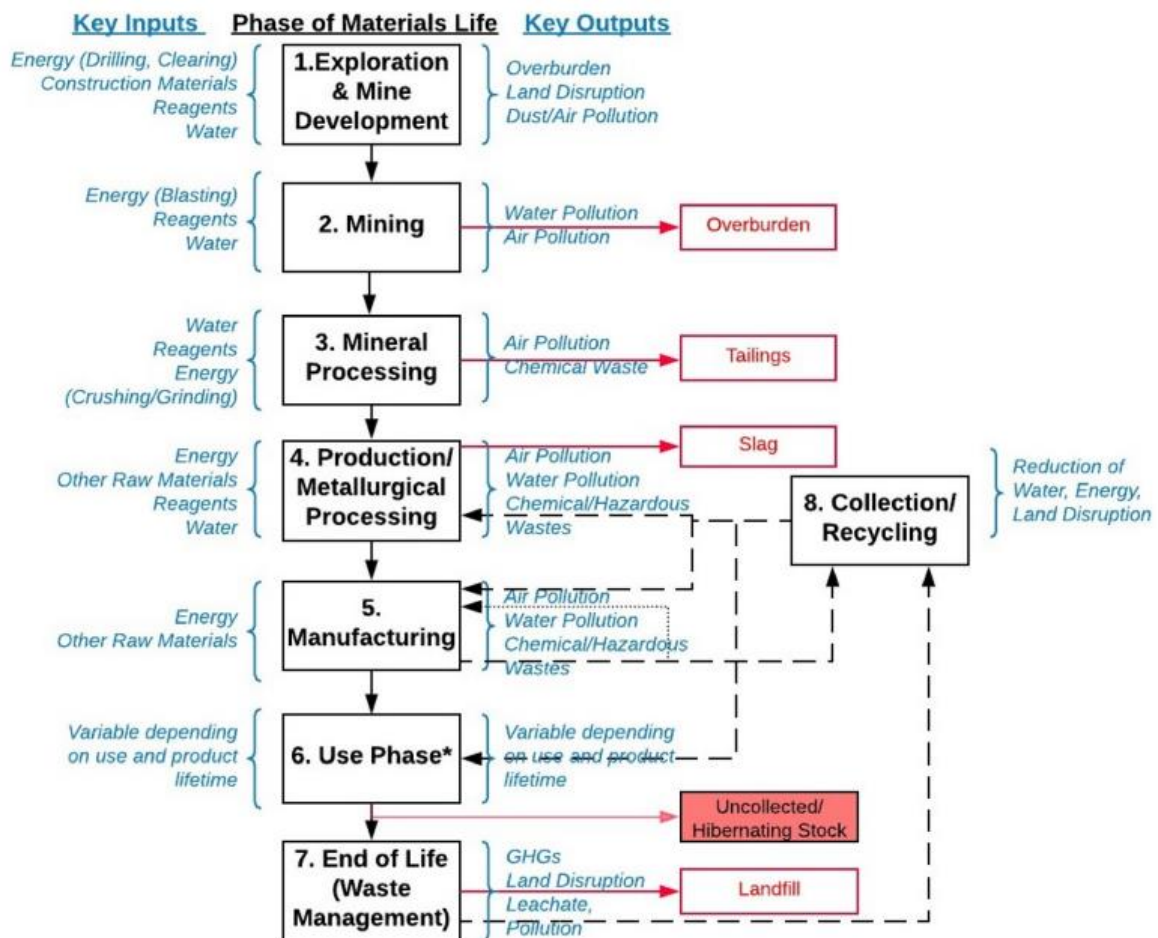 Key Inputs Phase of Materials Life Key Outputs
Energy (Drilling, Clearing)
Construction Materials
Reagents
Water
1.Exploration
& Mine
Development
Overburden
Land Disruption
Dust/Air Pollution
Energy (Blasting)
Reagents
Water
2. Mining
Water Pollution
Air Pollution
Overburden
Water
Reagents
Energy
(Crushing/Grinding)
3. Mineral
Processing
Air Pollution
Chemical Waste
Tailings
Energy
Other Raw Materials
Reagents
Water
4. Production/
Metallurgical
Processing
Air Pollution
Water Pollution
Chemical/Hazardous
Wastes
Slag
8. Collection/
Recycling
Reduction of
Water, Energy,
Land Disruption
Energy
Other Raw Materials
5.
Manufacturing
Air Pollution
Water Pollution
Chemical/Hazardous
Wastes
Variable depending
on use and product
lifetime
6. Use Phase*
Variable depending
on use and product
lifetime
Uncollected/
Hibernating Stock
7. End of Life
(Waste
Management)
GHGs
Land Disruption
Leachate,
Pollution
Landfill